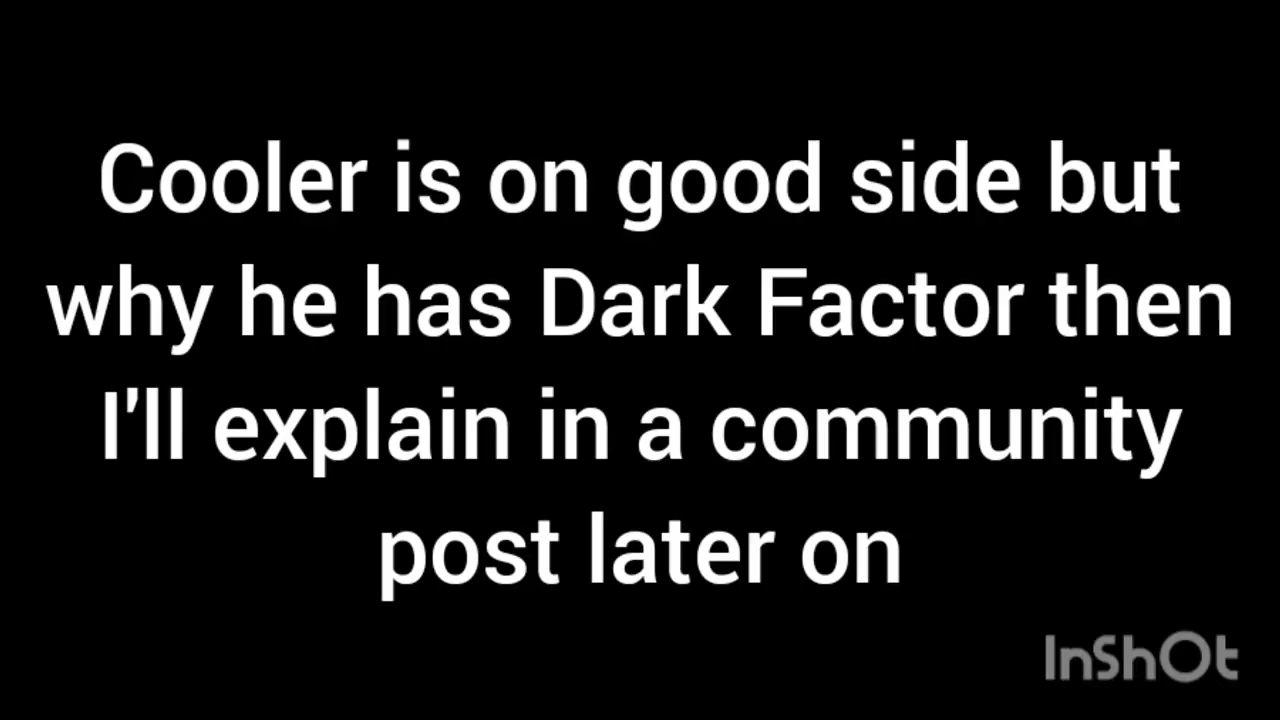 Cooler is on good side but
why he has Dark Factor then
I'll explain in a community
post later on
InShOt